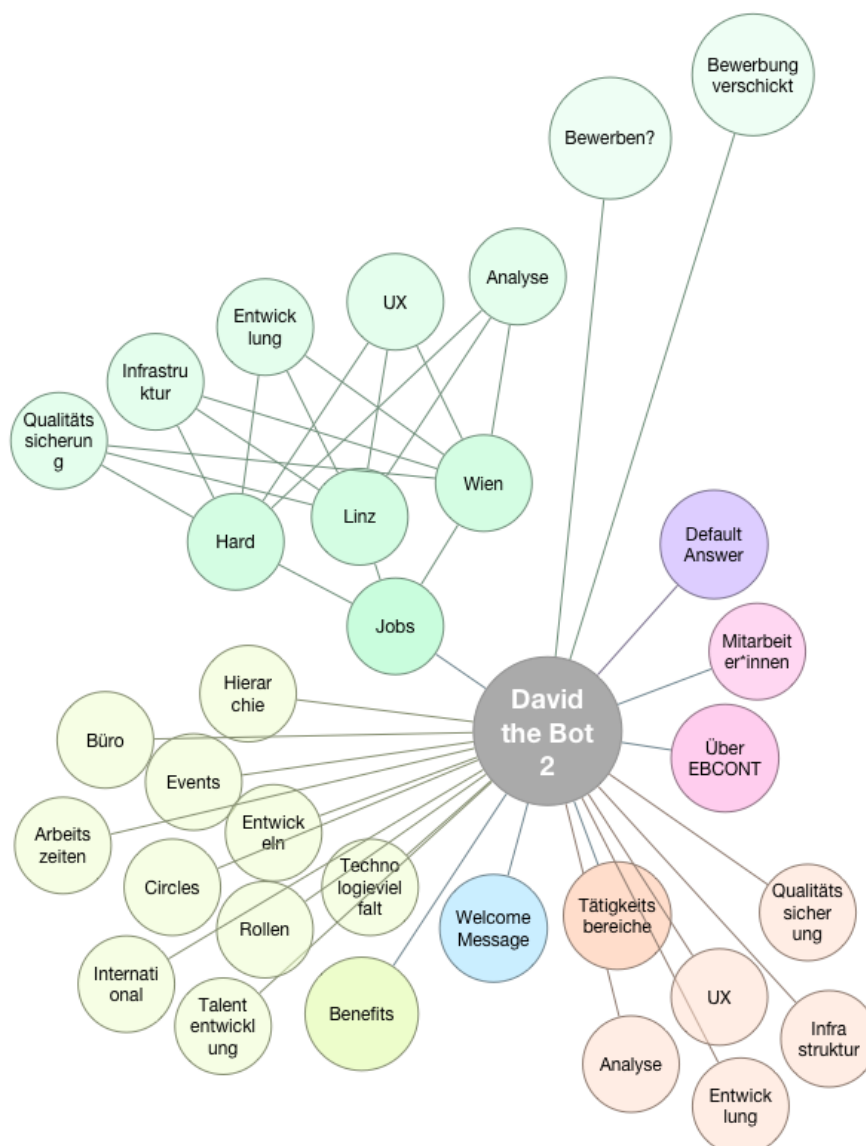 Bewerbung
verschickt
Bewerben?
Analyse
UX
Entwick
lung
Infrastru
ktur
Qualitäts
sicherun
g
Wien
Linz
Hard
Jobs
Default
Answer
Mitarbeit
er*innen
Über
EBCONT
David
the Bot
2
Hierar
chie
Büro
Events
Arbeits
zeiten
Entwick
eln
Circles
Techno
logieviel
falt
Rollen
Internati
onal
Talent
entwickl
ung
Benefits
Welcome
Message
Tätigkeits
bereiche
Qualitäts
sicher
ung
UX
Infra
struktur
Analyse
Entwick
lung